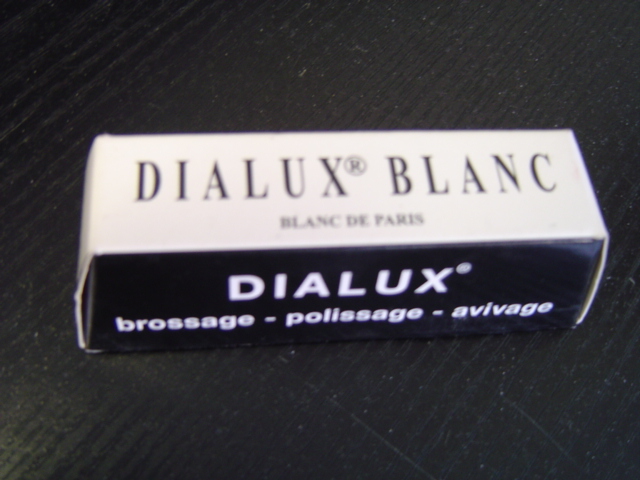 DIALUX® BLANC
BLANC DE PARIS
DIALUX®
brossage - polissage - avivage